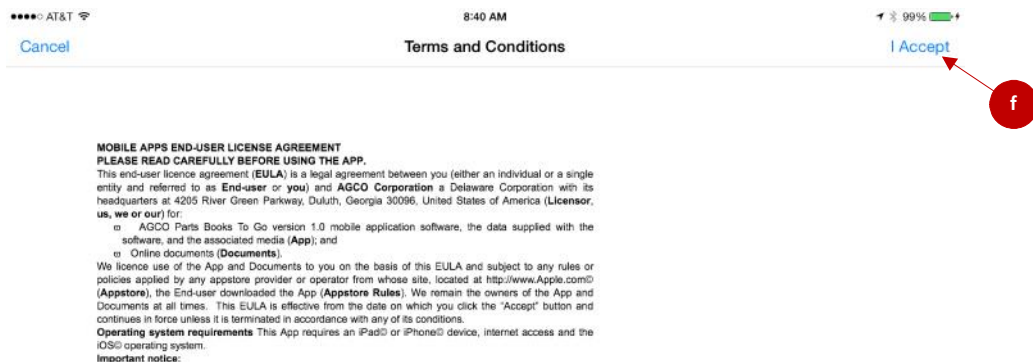 AT&T 8:40 AM 99%
Cancel Terms and Conditions I Accept
f
MOBILE APPS END-USER LICENSE AGREEMENT
PLEASE READ CAREFULLY BEFORE USING THE APP.
This end-user licence agreement (EULA) is a legal agreement between you (either an individual or a single
entity and referred to as End-user or you) and AGCO Corporation a Delaware Corporation with its
headquarters at 4205 River Green Parkway, Duluth, Georgia 30096, United States of America (Licensor,
us, we or our) for:
AGCO Parts Books To Go version 1.0 mobile application software, the data supplied with the
software, and the associated media (App); and
Online documents (Documents).
We licence use of the App and Documents to you on the basis of this EULA and subject to any rules or
policies applied by any appstore provider or operator from whose site, located at http://www.Apple.com©
(Appstore), the End-user downloaded the App (Appstore Rules). We remain the owners of the App and
Documents at all times. This EULA is effective from the date on which you click the "Accept" button and
continues in force unless it is terminated in accordance with any of its conditions.
Operating system requirements This App requires an iPad© or iPhone© device, internet access and the
iOS© operating system.
Important notice: